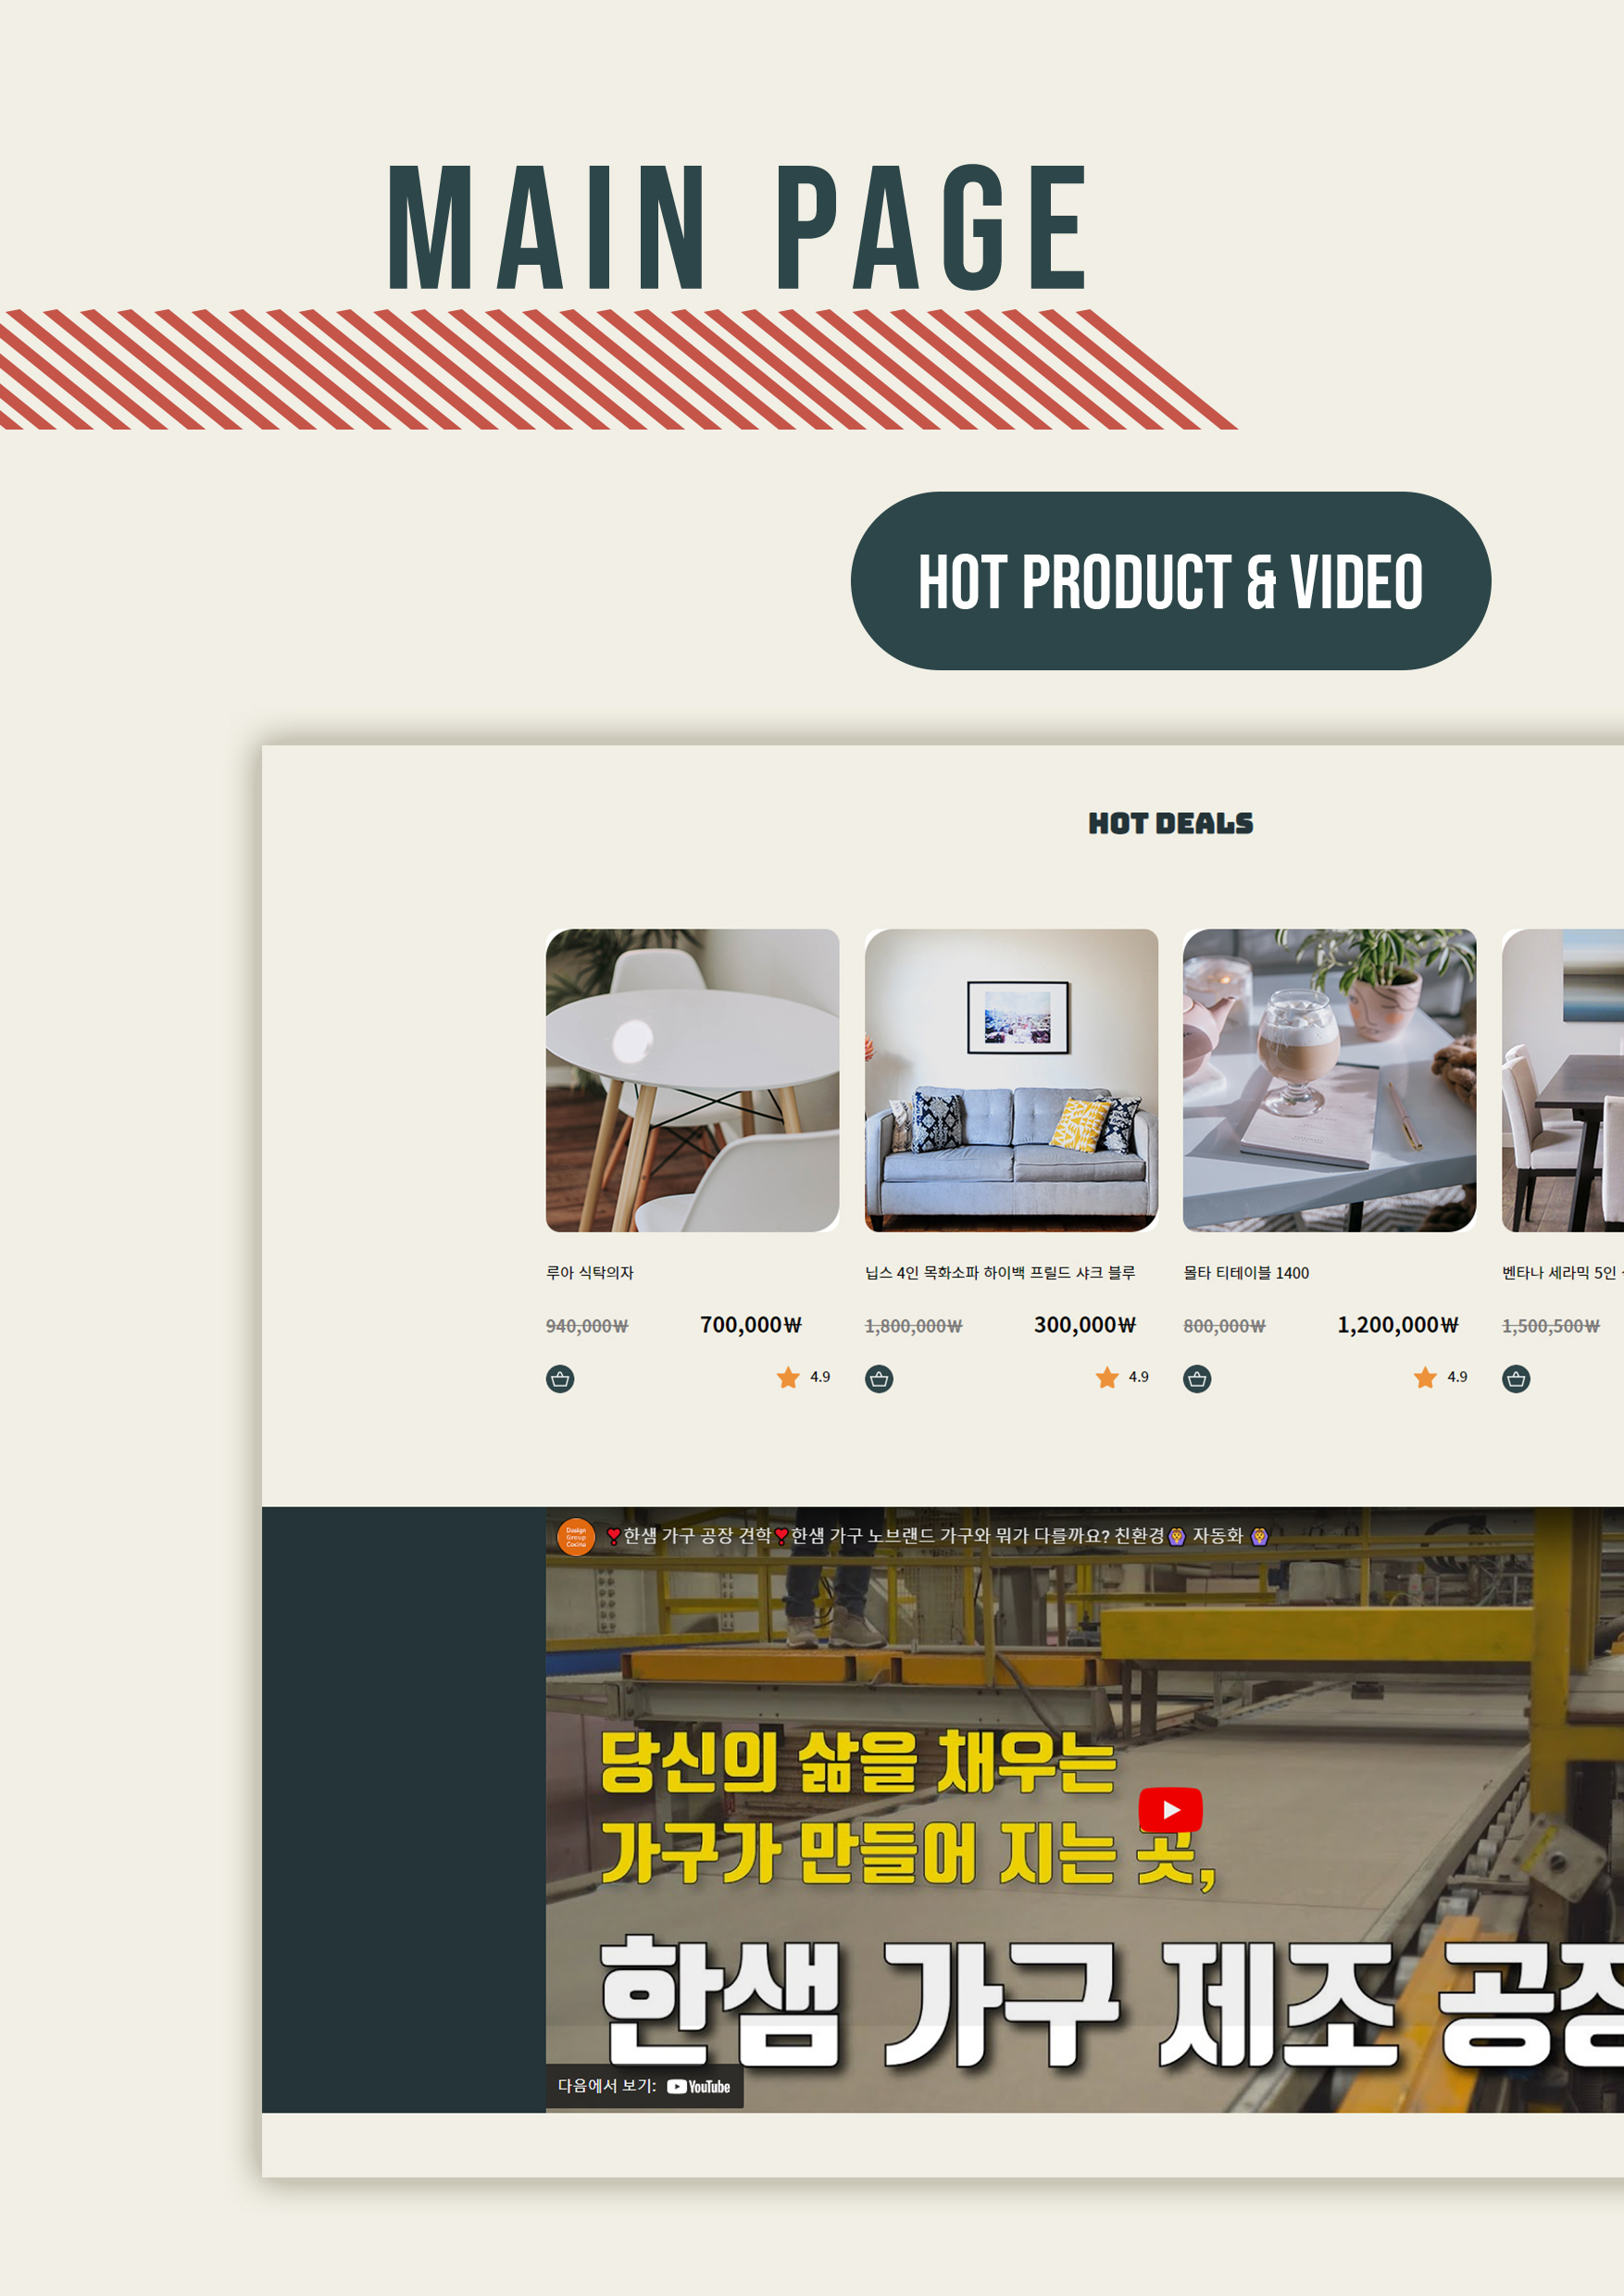 MAIN PAGE
HOT PRODUCT & VIDEO
HOT DEALS
루아 식탁의자
940,000₩ 700,000₩
닙스 4인 목화소파 하이백 프릴드 샤크 블루
1,800,000₩ 300,000₩
몰타 티테이블 1400
800,000₩ 1,200,000₩
벤타나 세라믹 5인
1,500,500₩
4.9
4.9
4.9
Design
Group
Cocina
❣한샘 가구 공장 견학❣한샘 가구 노브랜드 가구와 뭐가 다를까요? 친환경🙆 자동화 🙆
당신의 삶을 채우는
가구가 만들어 지는 곳,
한샘 가구 제조 공장
다음에서 보기: YouTube